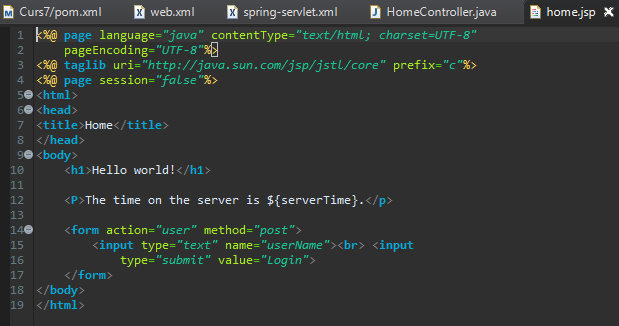 Curs7/pom.xml web.xml spring-servlet.xml HomeController.java home.jsp
1 <%@ page language="java" contentType="text/html; charset=UTF-8"
2     pageEncoding="UTF-8"%>
3 <%@ taglib uri="http://java.sun.com/jsp/jstl/core" prefix="c"%>
4 <%@ page session="false"%>
5 <html>
6 <head>
7 <title>Home</title>
8 </head>
9 <body>
10     <h1>Hello world!</h1>
11
12     <P>The time on the server is ${serverTime}.</p>
13
14     <form action="user" method="post">
15         <input type="text" name="userName"><br> <input
16             type="submit" value="Login">
17     </form>
18 </body>
19 </html>